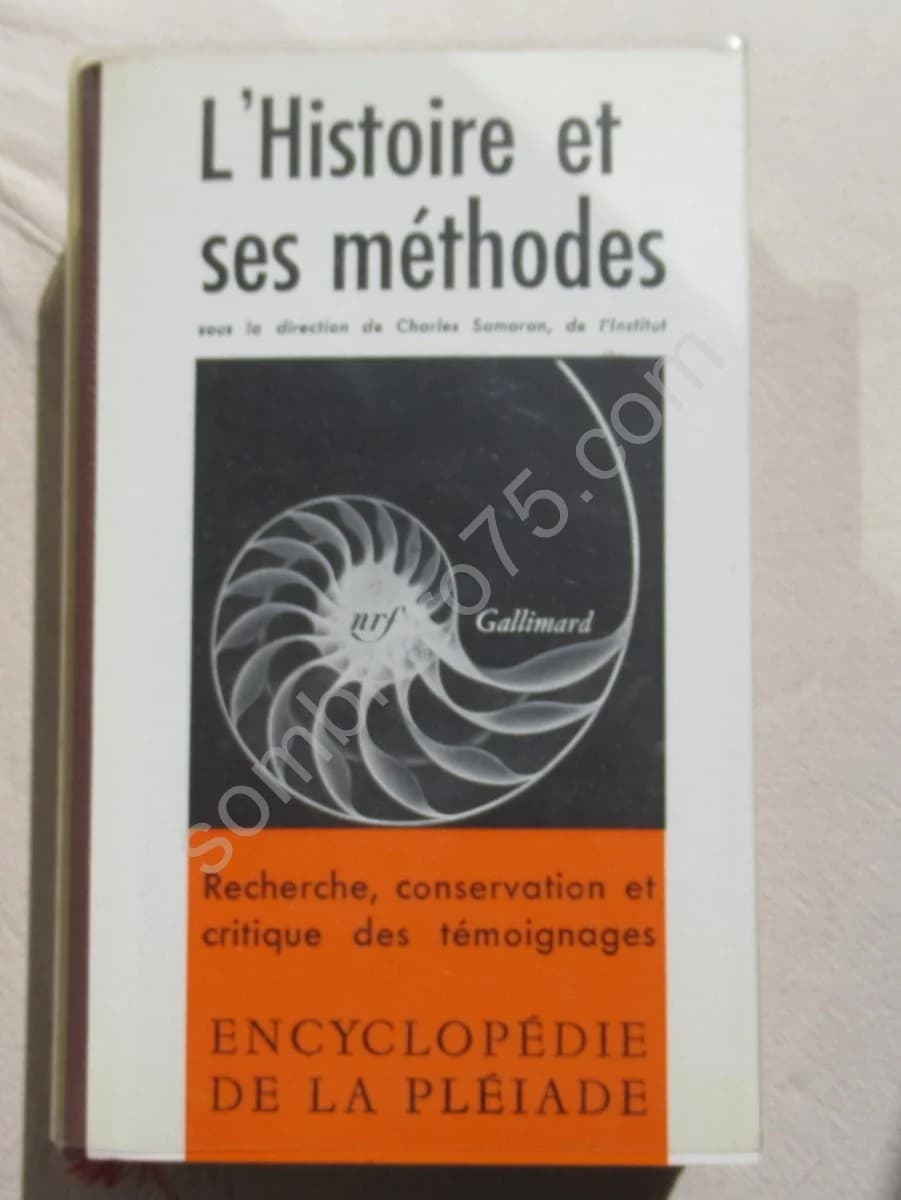 L'Histoire et
ses méthodes
sous la direction de Charles Samaran, de l'Institut
nrf
Gallimard
Recherche, conservation et
critique des témoignages
ENCYCLOPÉDIE
DE LA PLÉIADE